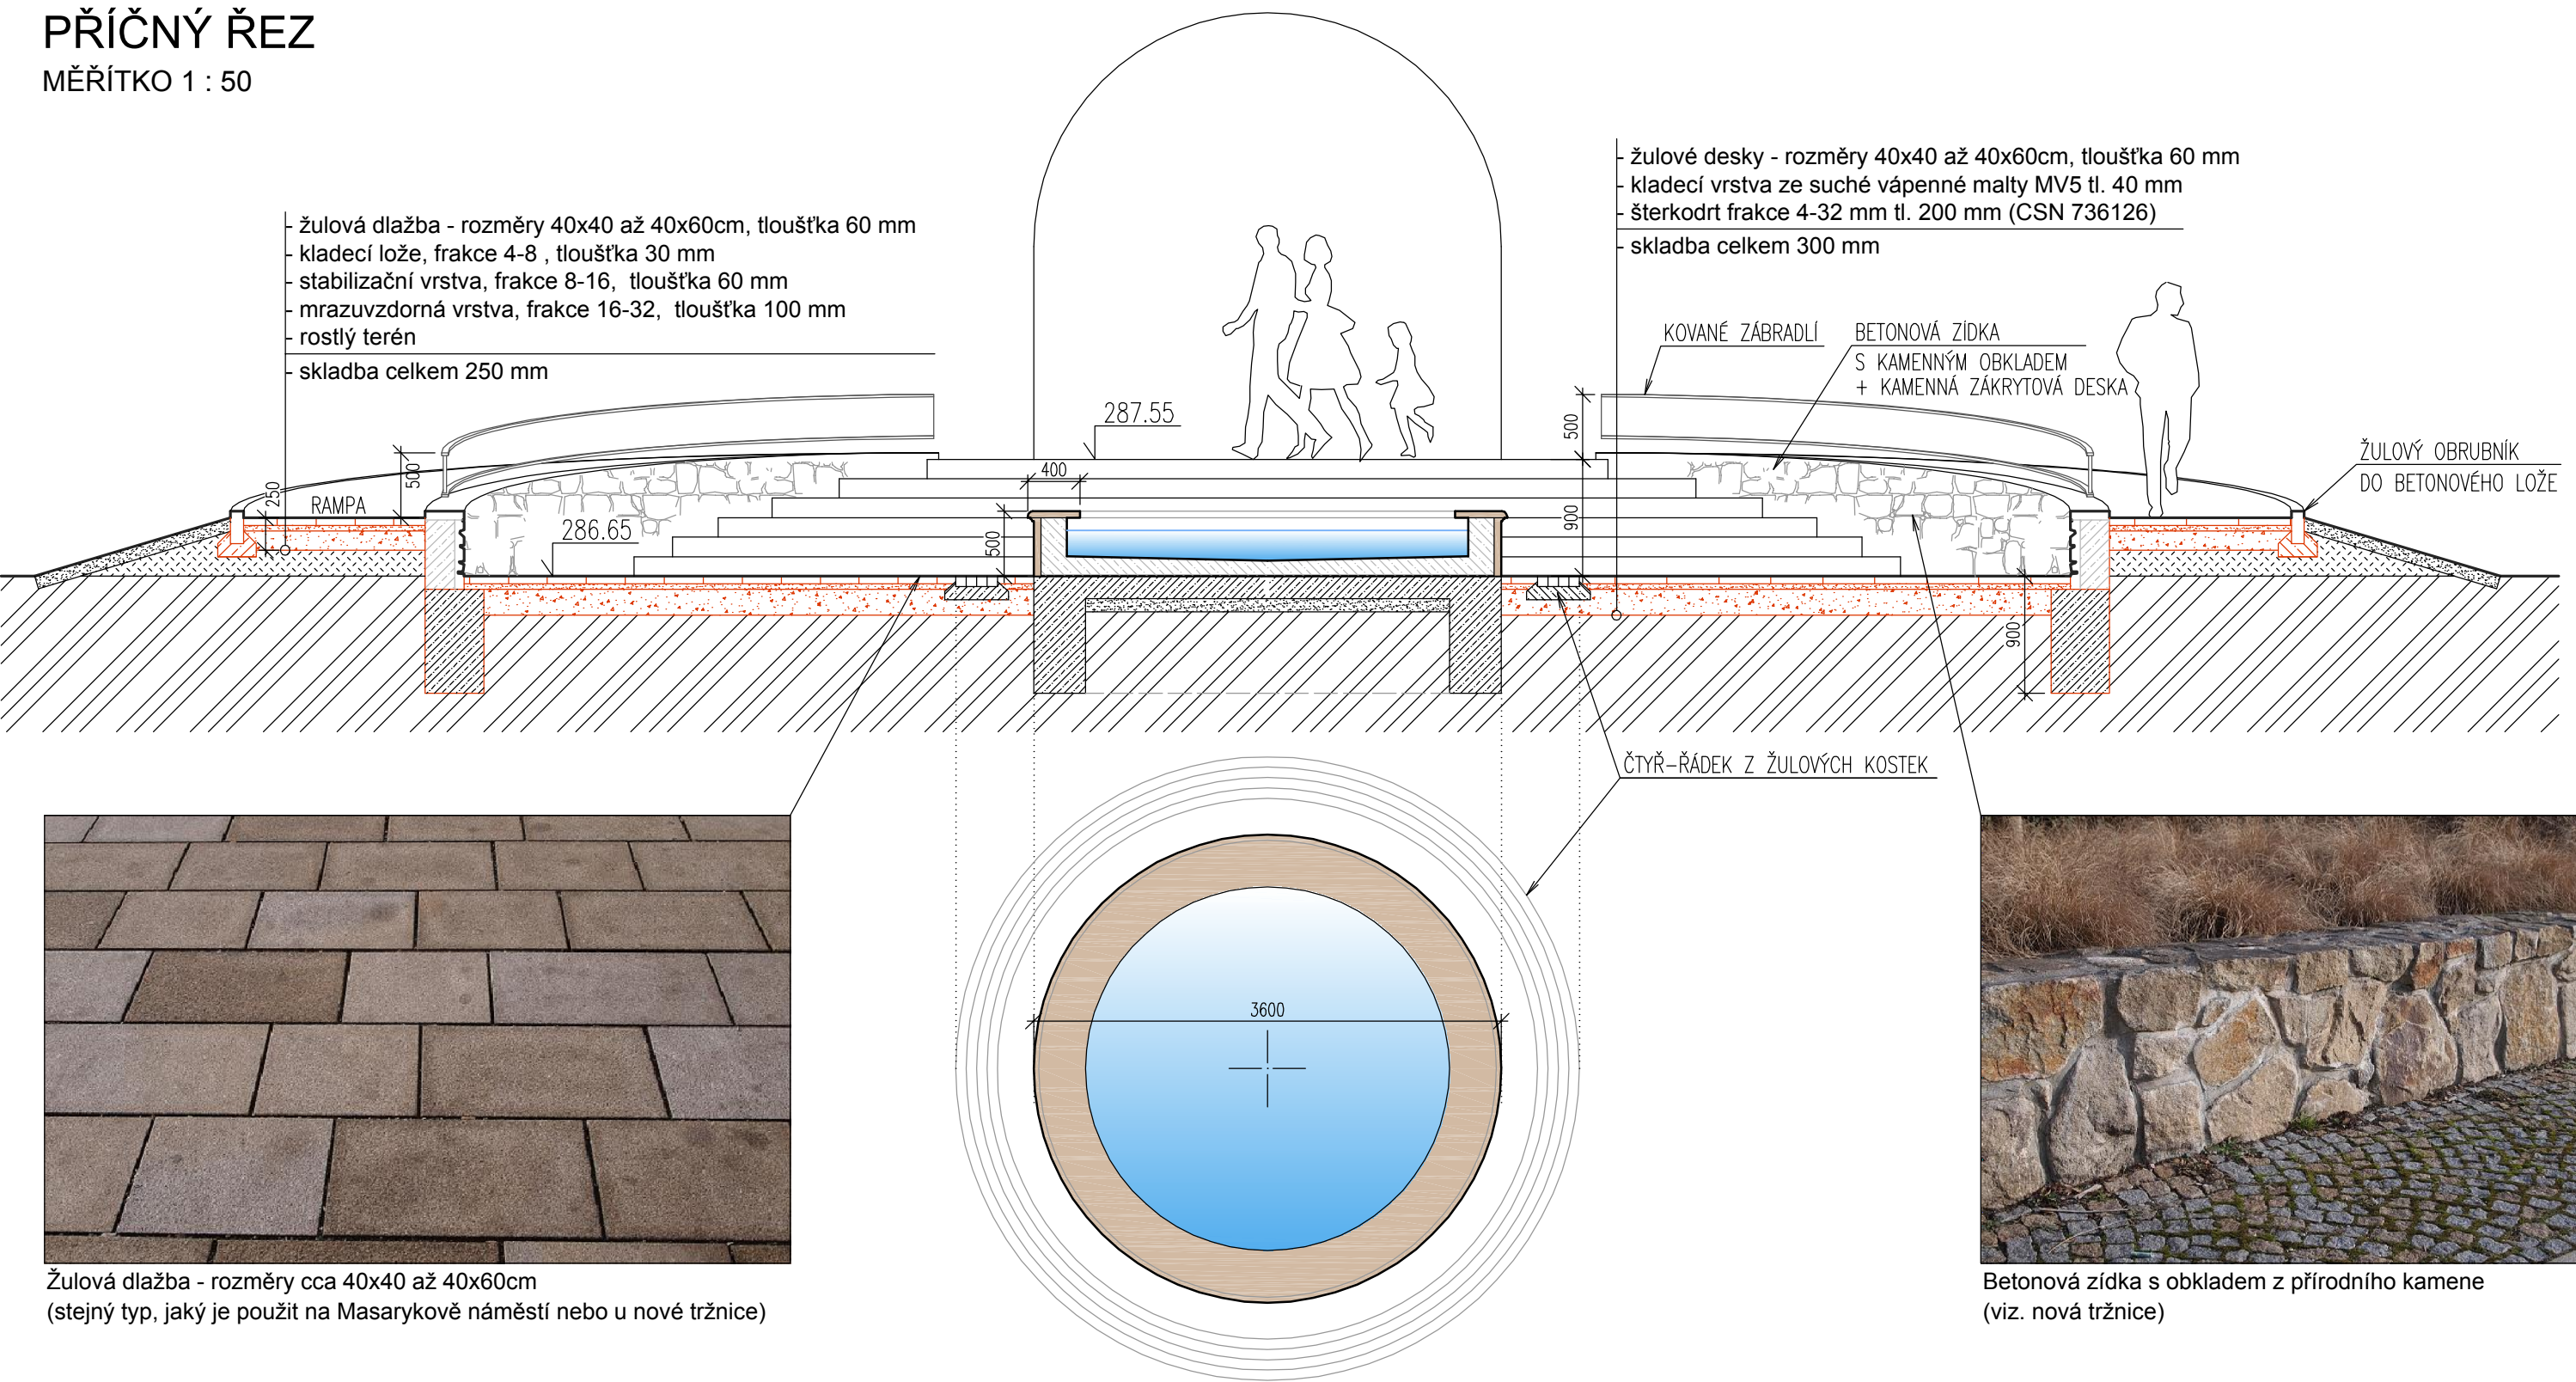 PŘÍČNÝ ŘEZ
MĚŘÍTKO 1 : 50
- žulová dlažba - rozměry 40x40 až 40x60cm, tloušťka 60 mm
- kladecí lože, frakce 4-8 , tloušťka 30 mm
- stabilizační vrstva, frakce 8-16, tloušťka 60 mm
- mrazuvzdorná vrstva, frakce 16-32, tloušťka 100 mm
- rostlý terén
- skladba celkem 250 mm
- žulové desky - rozměry 40x40 až 40x60cm, tloušťka 60 mm
- kladecí vrstva ze suché vápenné malty MV5 tl. 40 mm
- šterkodrt frakce 4-32 mm tl. 200 mm (CSN 736126)
- skladba celkem 300 mm
KOVANÉ ZÁBRADLÍ
BETONOVÁ ZÍDKA
S KAMENNÝM OBKLADEM
+ KAMENNÁ ZÁKRYTOVÁ DESKA
ŽULOVÝ OBRUBNÍK
DO BETONOVÉHO LOŽE
287.55
500
400
500
250
RAMPA
286.65
500
900
900
ČTYŘ-ŘÁDEK Z ŽULOVÝCH KOSTEK
3600
Žulová dlažba - rozměry cca 40x40 až 40x60cm
(stejný typ, jaký je použit na Masarykově náměstí nebo u nové tržnice)
Betonová zídka s obkladem z přírodního kamene
(viz. nová tržnice)